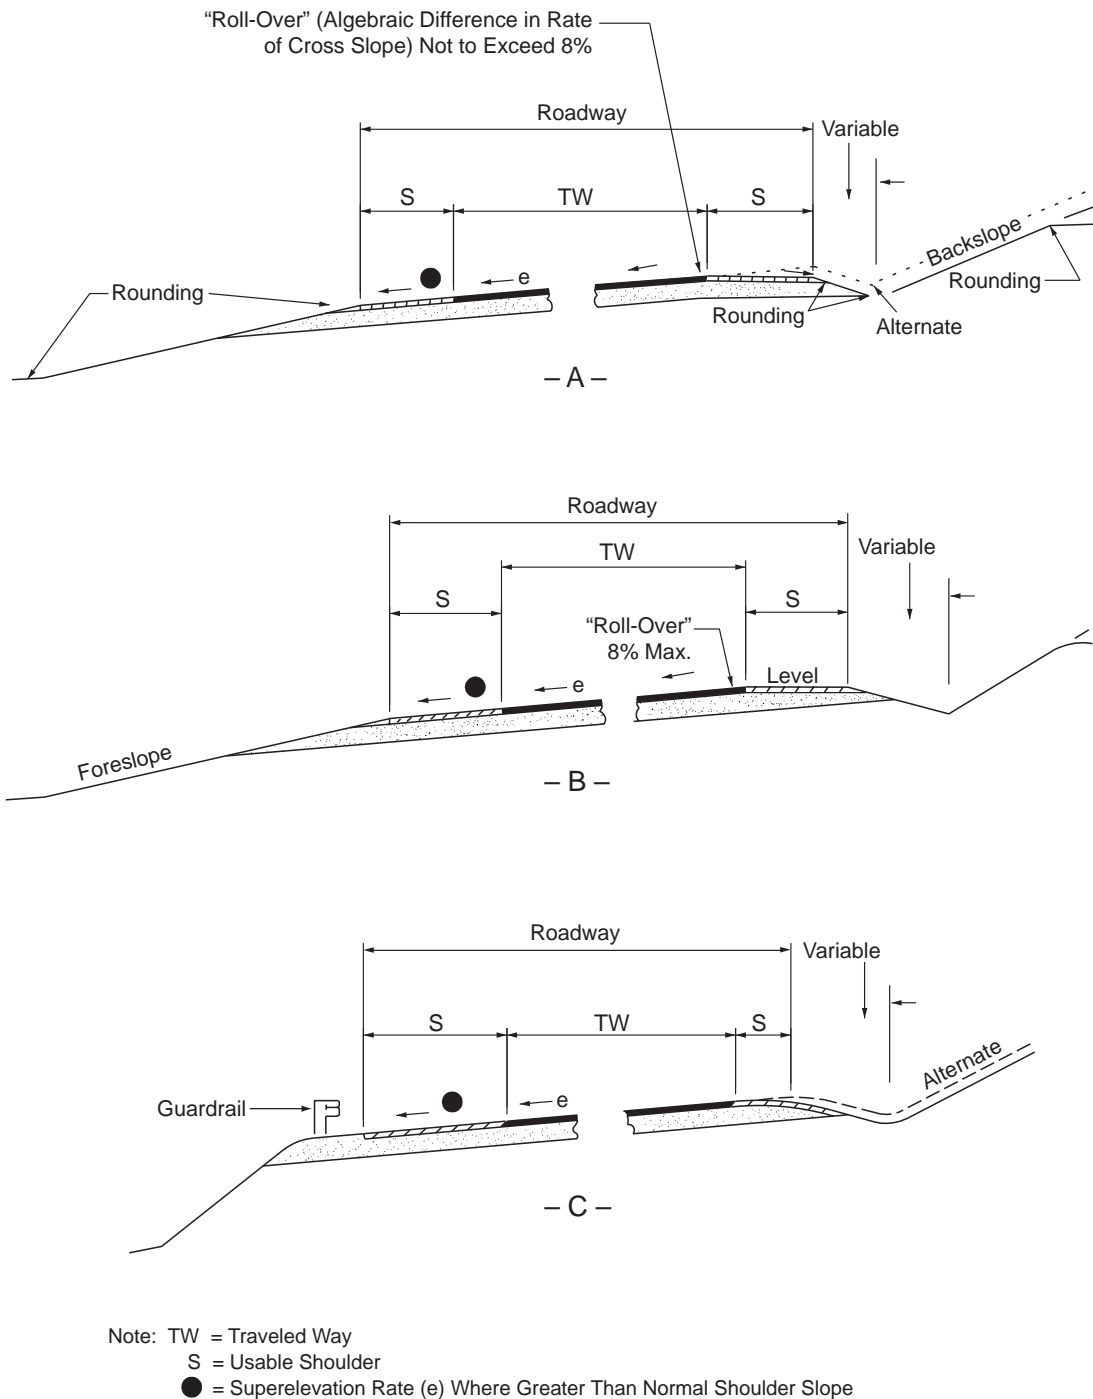 “Roll-Over” (Algebraic Difference in Rate
of Cross Slope) Not to Exceed 8%
Roadway
Variable
S
TW
S
e
Rounding
Backslope
Rounding
Rounding
Alternate
– A –
Roadway
Variable
TW
S
S
“Roll-Over”
8% Max.
e
Level
Foreslope
– B –
Roadway
Variable
S
TW
S
Alternate
Guardrail
e
– C –
Note: TW = Traveled Way
S = Usable Shoulder
● = Superelevation Rate (e) Where Greater Than Normal Shoulder Slope